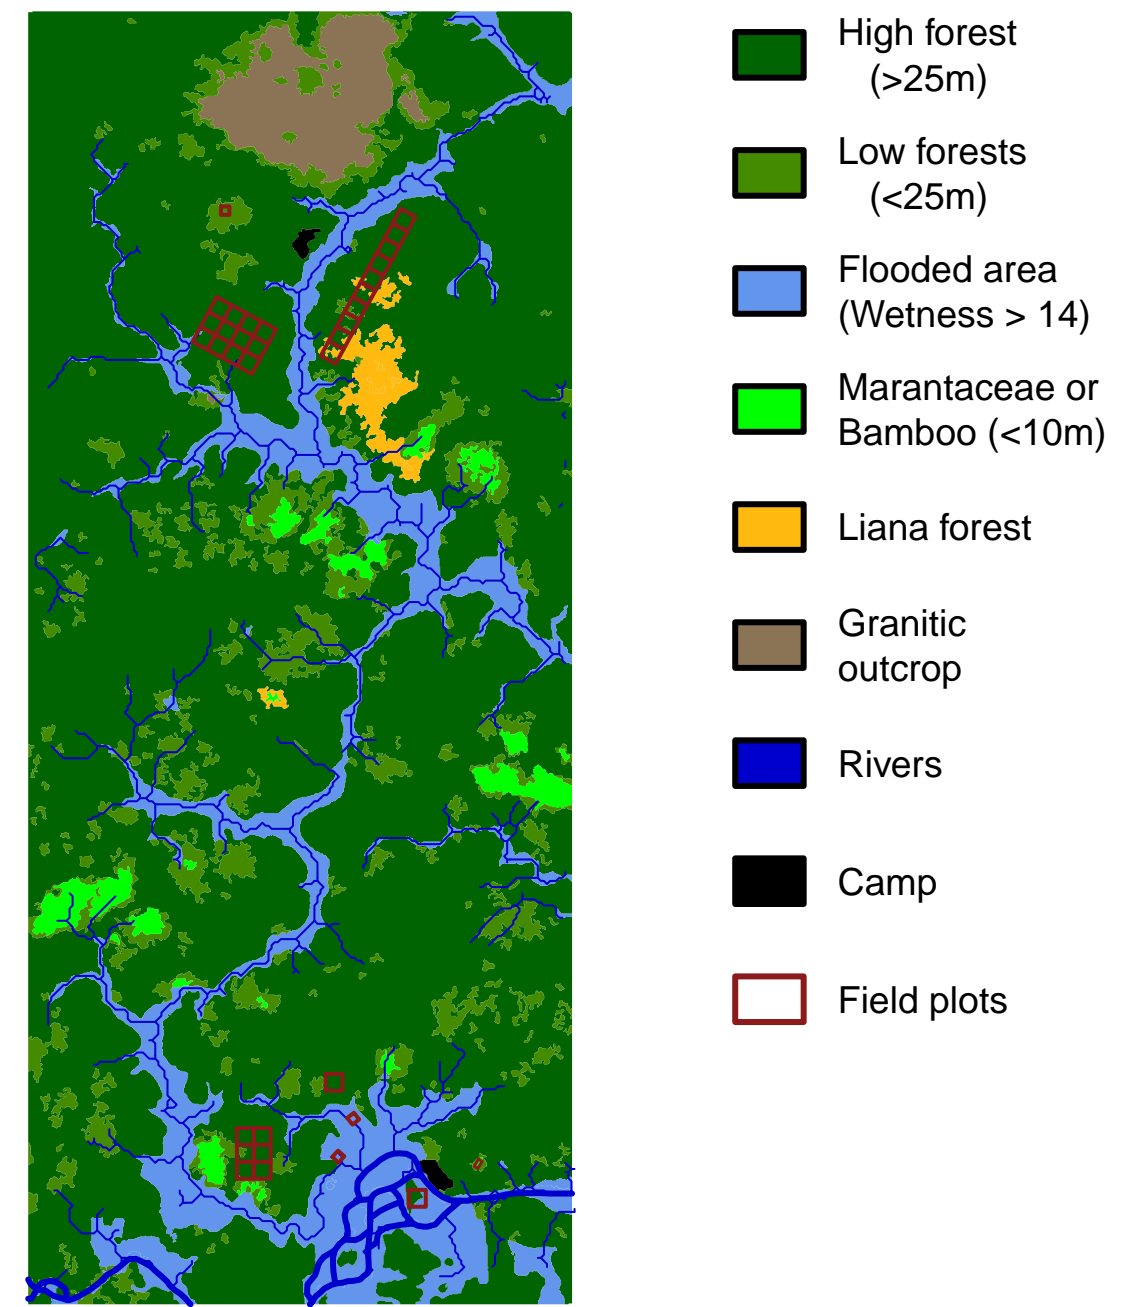 High forest
(>25m)
Low forests
(<25m)
Flooded area
(Wetness > 14)
Marantaceae or
Bamboo (<10m)
Liana forest
Granitic
outcrop
Rivers
Camp
Field plots